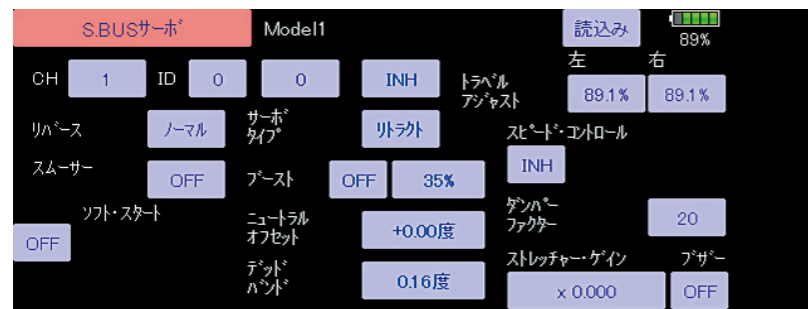 S.BUSサーボ Model1 読込み 89%
左 右
CH 1 ID 0 0 INH トラベル
アジャスト 89.1% 89.1%
リバース ノーマル サーボ
タイプ リトラクト スピード・コントロール
スムーサー OFF ブースト OFF 35% INH
ソフト・スタート ニュートラル
オフセット +0.00度 ダンパー
ファクター 20
OFF
デッド
バンド 0.16度 ストレッチャー・ゲイン ブザー
x 0.000 OFF